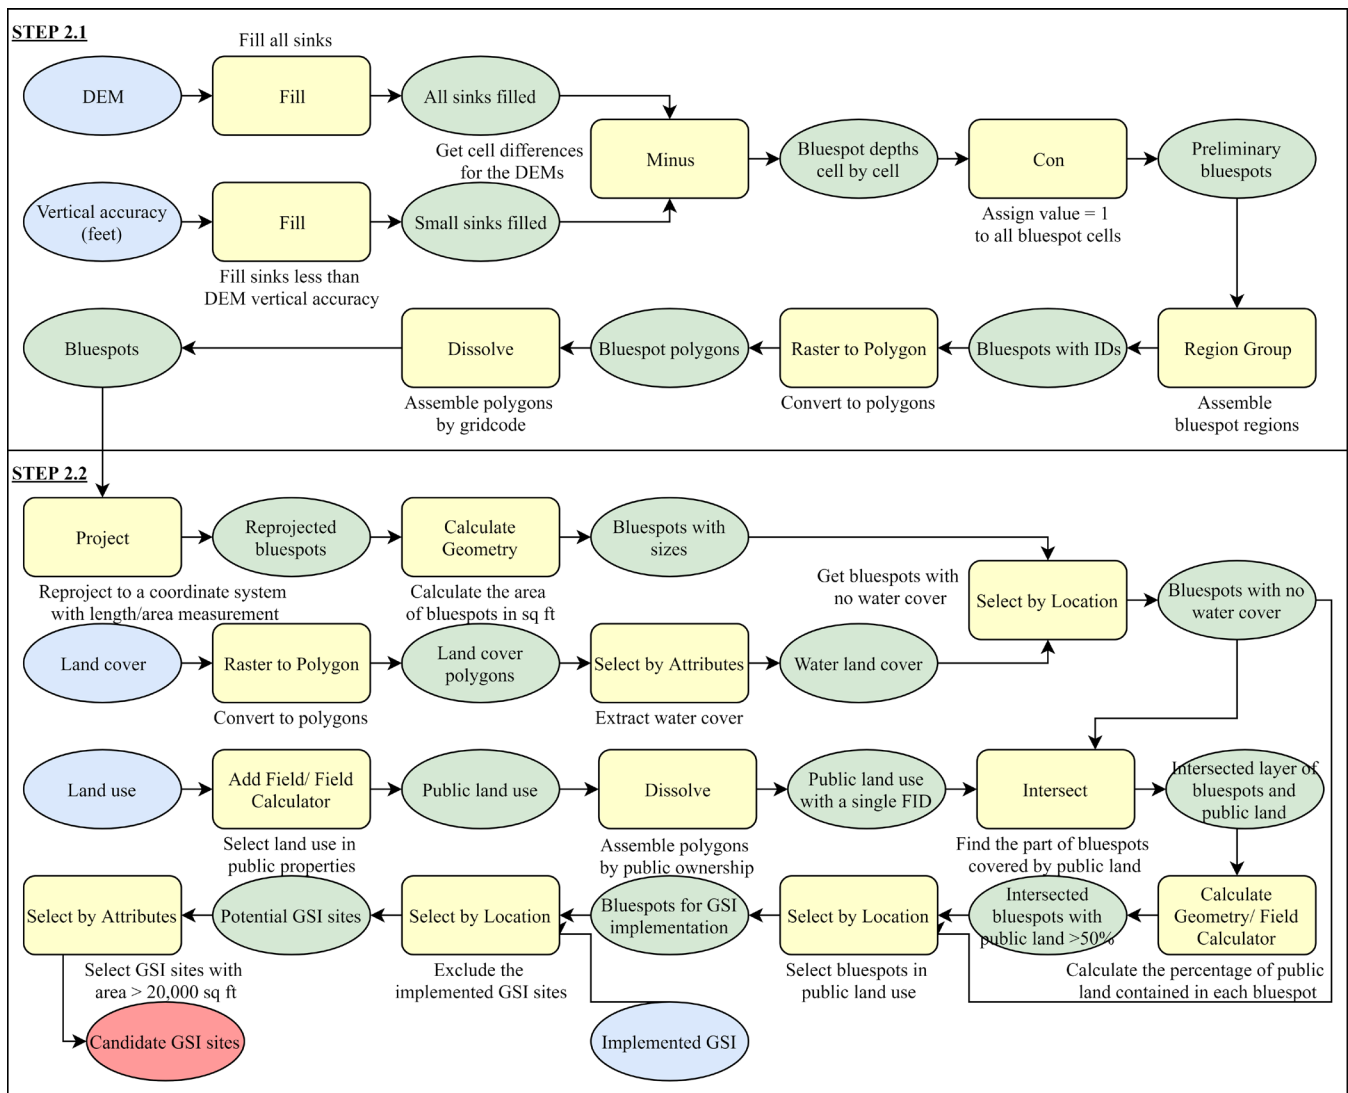 STEP 2.1
Fill all sinks
DEM
Fill
All sinks filled
Get cell differences
for the DEMs
Minus
Bluespot depths
cell by cell
Con
Assign value = 1
to all bluespot cells
Preliminary
bluespots
Vertical accuracy
(feet)
Fill
Fill sinks less than
DEM vertical accuracy
Small sinks filled
Bluespots
Dissolve
Assemble polygons
by gridcode
Bluespot polygons
Raster to Polygon
Convert to polygons
Bluespots with IDs
Region Group
Assemble
bluespot regions
STEP 2.2
Project
Reproject to a coordinate system
with length/area measurement
Reprojected
bluespots
Calculate
Geometry
Calculate the area
of bluespots in sq ft
Bluespots with
sizes
Get bluespots with
no water cover
Select by Location
Bluespots with no
water cover
Land cover
Raster to Polygon
Convert to polygons
Land cover
polygons
Select by Attributes
Extract water cover
Water land cover
Land use
Add Field/ Field
Calculator
Select land use in
public properties
Public land use
Dissolve
Assemble polygons
by public ownership
Public land use
with a single FID
Intersect
Find the part of bluespots
covered by public land
Intersected layer of
bluespots and
public land
Select by Attributes
Select GSI sites with
area > 20,000 sq ft
Potential GSI sites
Select by Location
Exclude the
implemented GSI sites
Bluespots for GSI
implementation
Select by Location
Select bluespots in
public land use
Intersected
bluespots with
public land >50%
Calculate
Geometry/ Field
Calculator
Calculate the percentage of public
land contained in each bluespot
Candidate GSI sites
Implemented GSI